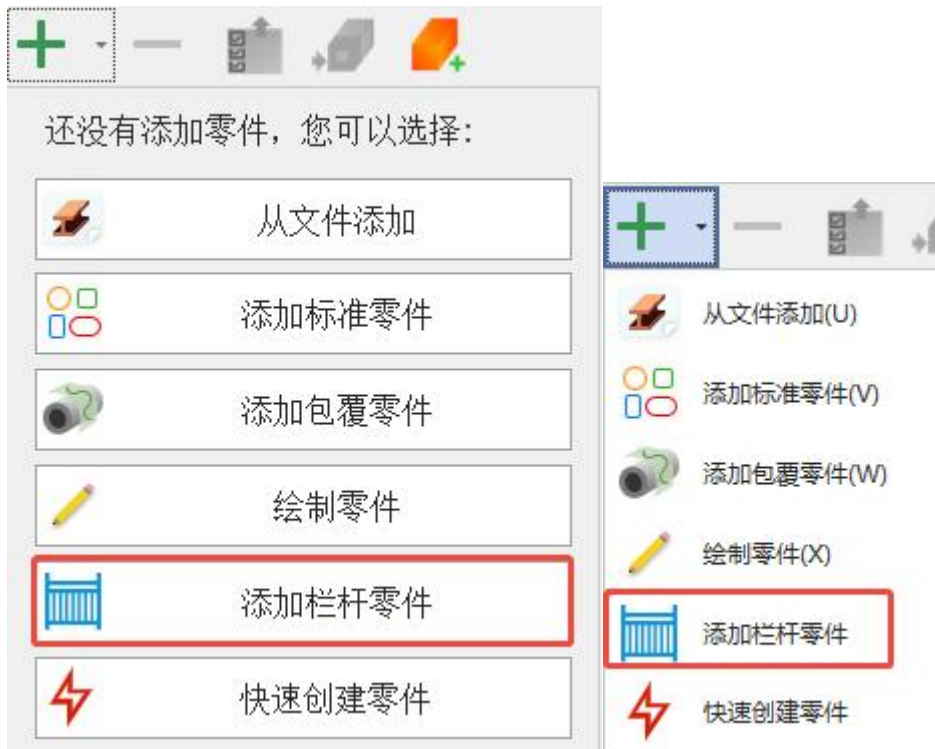 还没有添加零件，您可以选择：
从文件添加
添加标准零件
添加包覆零件
绘制零件
添加栏杆零件
快速创建零件
从文件添加(U)
添加标准零件(V)
添加包覆零件(W)
绘制零件(X)
添加栏杆零件
快速创建零件